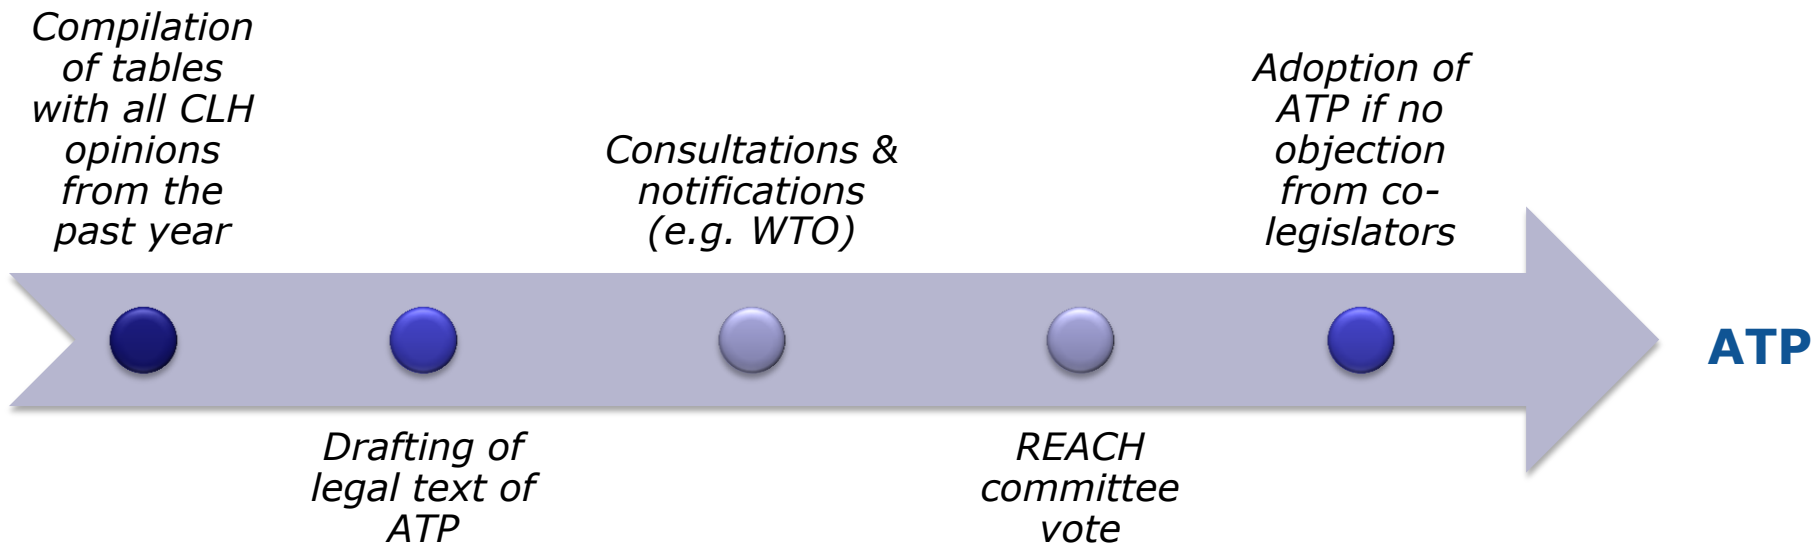 Compilation
of tables
with all CLH
opinions
from the
past year
Drafting of
legal text of
ATP
Consultations &
notifications
(e.g. WTO)
REACH
committee
vote
Adoption of
ATP if no
objection
from co-
legislators
ATP